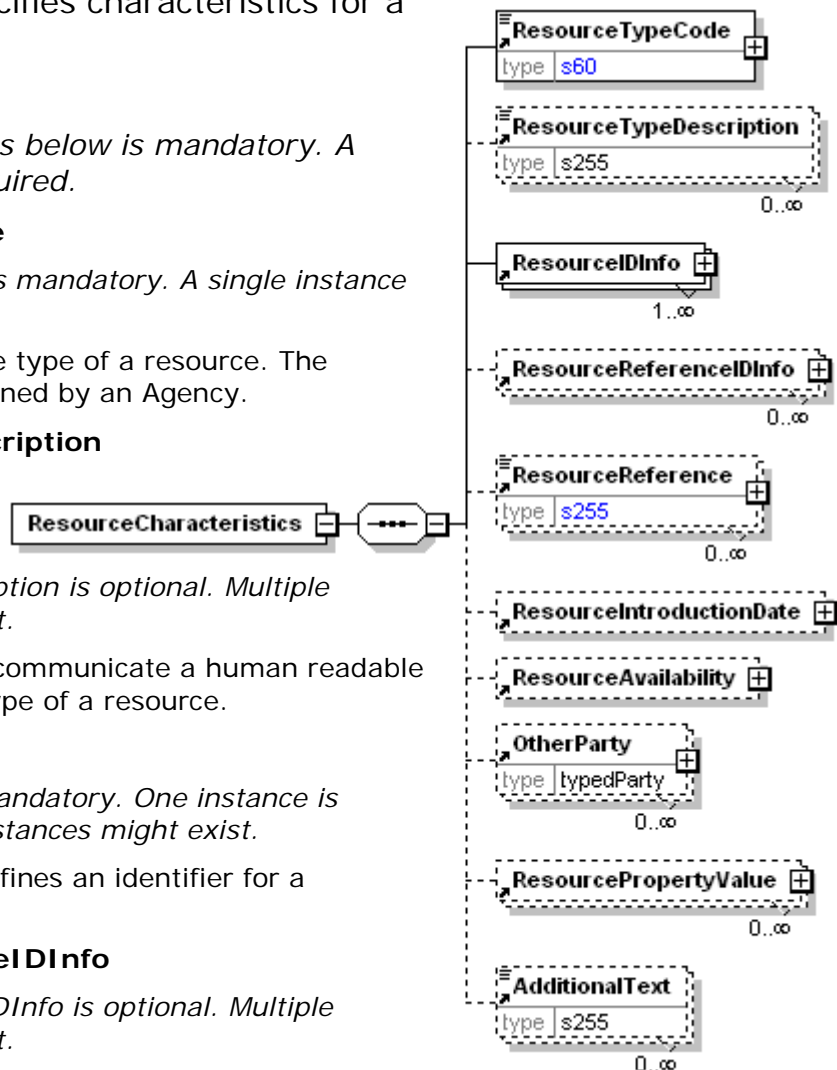 cifies characteristics for a
s below is mandatory. A
uired.
e
s mandatory. A single instance
e type of a resource. The
ned by an Agency.
cription
ption is optional. Multiple
t.
communicate a human readable
ype of a resource.
andatory. One instance is
stances might exist.
fines an identifier for a
eIDInfo
DInfo is optional. Multiple
t.
ResourceCharacteristics
ResourceTypeCode
type s60
ResourceTypeDescription
type s255
0..∞
ResourceIDInfo
1..∞
ResourceReferenceIDInfo
0..∞
ResourceReference
type s255
0..∞
ResourceIntroductionDate
ResourceAvailability
OtherParty
type typedParty
0..∞
ResourcePropertyValue
0..∞
AdditionalText
type s255
0..∞